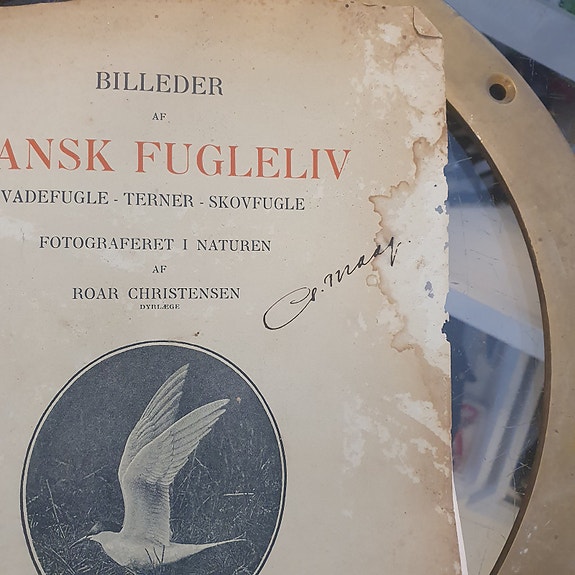 BILLEDER
AF
ANSK FUGLELIV
VADEFUGLE - TERNER - SKOVFUGLE
FOTOGRAFERET I NATUREN
AF
ROAR CHRISTENSEN
DYRLÆGE